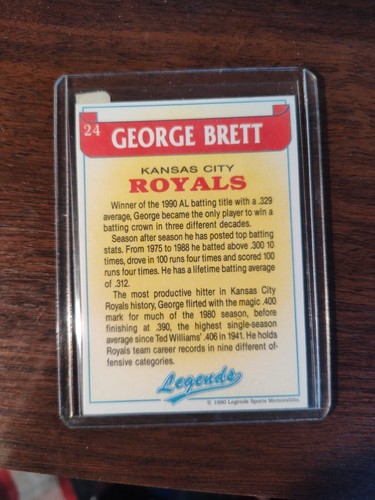 24
GEORGE BRETT
KANSAS CITY
ROYALS
Winner of the 1990 AL batting title with a .329
average, George became the only player to win a
batting crown in three different decades.
Season after season he has posted top batting
stats. From 1975 to 1988 he batted above .300 10
times, drove in 100 runs four times and scored 100
runs four times. He has a lifetime batting average
of .312.
The most productive hitter in Kansas City
Royals history, George flirted with the magic .400
mark for much of the 1980 season, before
finishing at .390, the highest single-season
average since Ted Williams' .406 in 1941. He holds
Royals team career records in nine different of-
fensive categories.
Legends
© 1990 Legends Sports Memorabilia